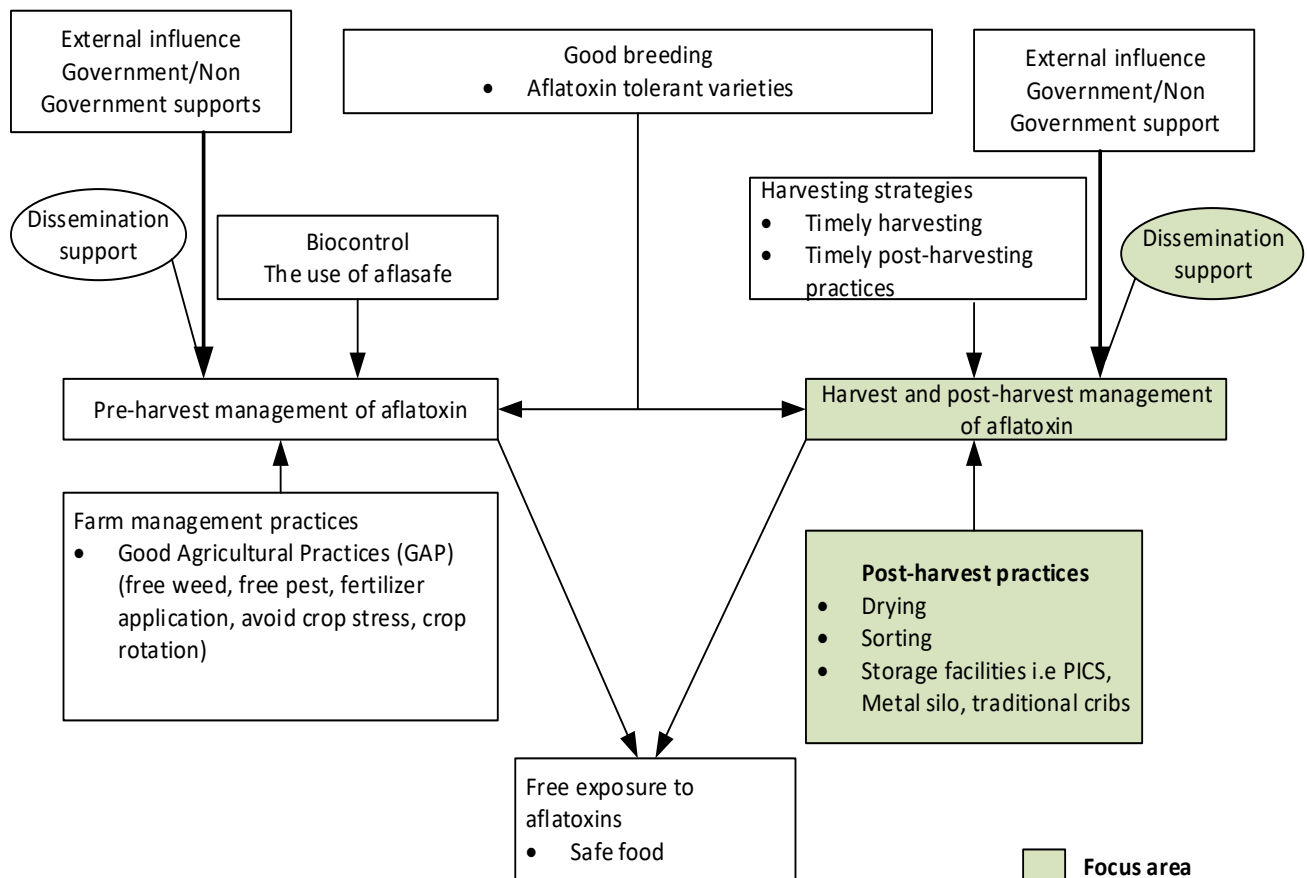 External influence
Government/Non
Government supports
Good breeding
• Aflatoxin tolerant varieties
External influence
Government/Non
Government support
Dissemination
support
Biocontrol
The use of aflasafe
Harvesting strategies
• Timely harvesting
• Timely post-harvesting
practices
Dissemination
support
Pre-harvest management of aflatoxin
Harvest and post-harvest management
of aflatoxin
Farm management practices
• Good Agricultural Practices (GAP)
(free weed, free pest, fertilizer
application, avoid crop stress, crop
rotation)
Post-harvest practices
• Drying
• Sorting
• Storage facilities i.e PICS,
Metal silo, traditional cribs
Free exposure to
aflatoxins
• Safe food
Focus area